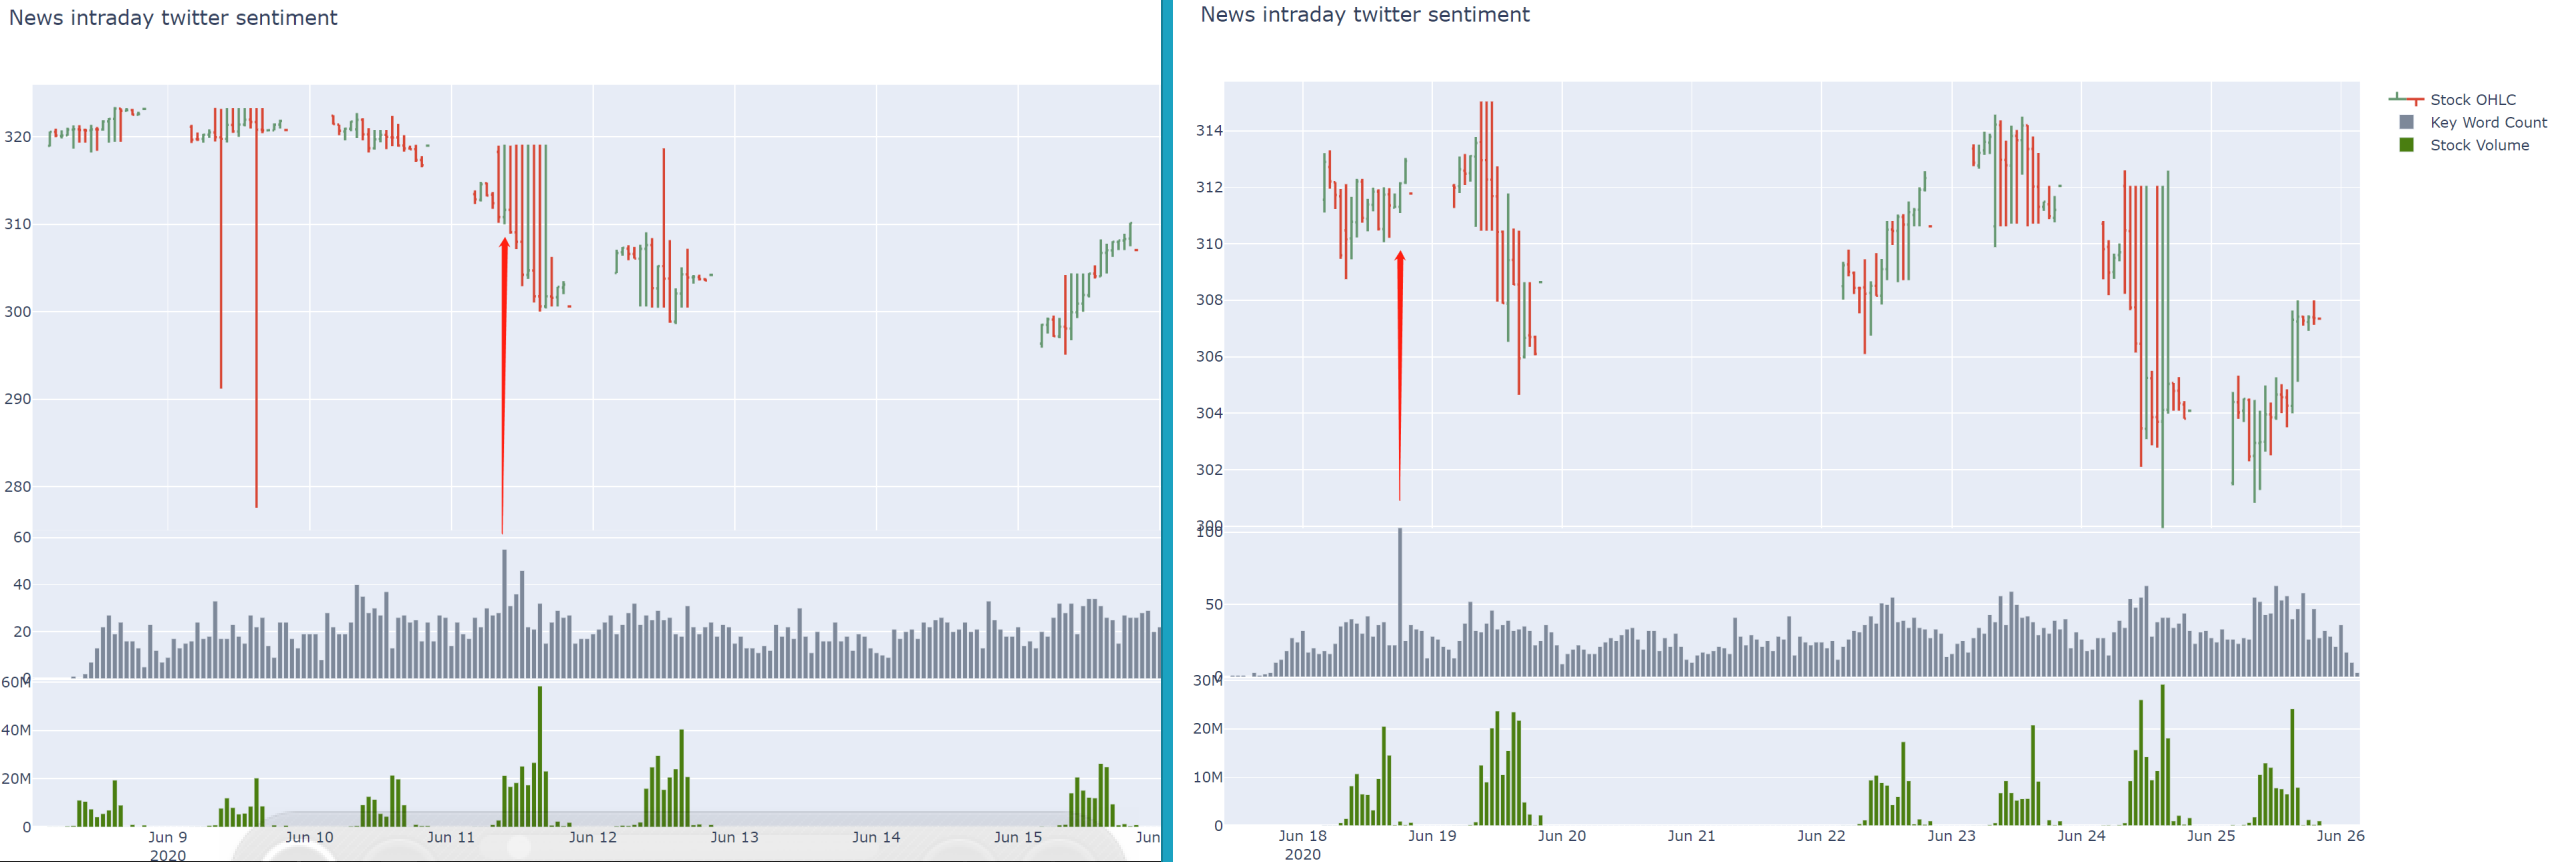 News intraday twitter sentiment
320
310
300
290
280
60
40
20
0
60M
40M
20M
0
Jun 9
2020
Jun 10
Jun 11
Jun 12
Jun 13
Jun 14
Jun 15
Jun
News intraday twitter sentiment
314
312
310
308
306
304
302
300
100
50
0
30M
20M
10M
0
Jun 18
2020
Jun 19
Jun 20
Jun 21
Jun 22
Jun 23
Jun 24
Jun 25
Jun 26
Stock OHLC
Key Word Count
Stock Volume